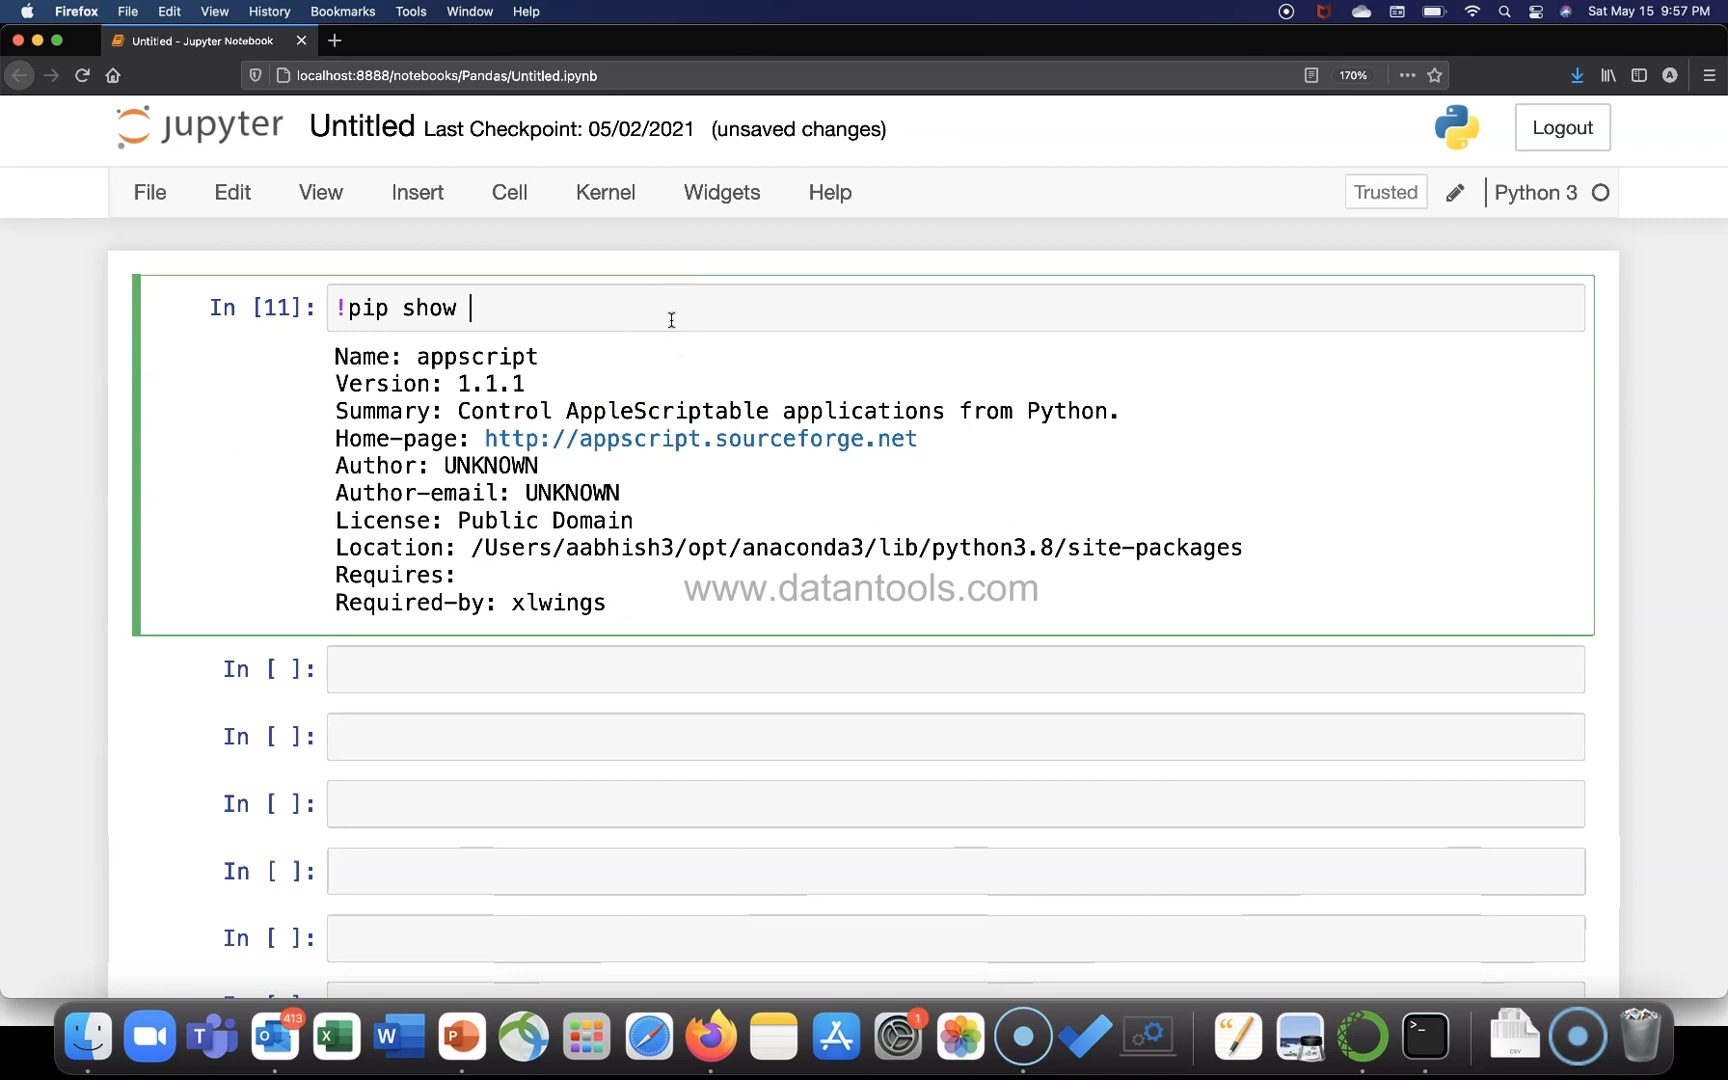 Firefox File Edit View History Bookmarks Tools Window Help Sat May 15 9:57 PM
Untitled - Jupyter Notebook
localhost:8888/notebooks/Pandas/Untitled.ipynb 170% A
jupyter Untitled Last Checkpoint: 05/02/2021 (unsaved changes) Logout
File Edit View Insert Cell Kernel Widgets Help Trusted Python 3
In [11]: !pip show
Name: appscript
Version: 1.1.1
Summary: Control AppleScriptable applications from Python.
Home-page: http://appscript.sourceforge.net
Author: UNKNOWN
Author-email: UNKNOWN
License: Public Domain
Location: /Users/aabhish3/opt/anaconda3/lib/python3.8/site-packages
Requires:
www.datantools.com
Required-by: xlwings
In [ ]:
In [ ]:
In [ ]:
In [ ]:
In [ ]:
413 1
T X W P >_ CSV